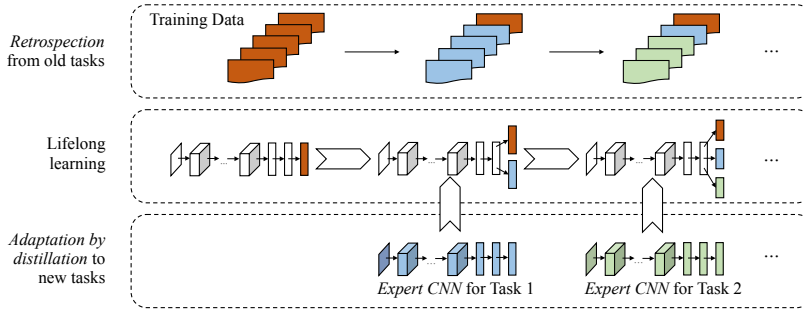 Training Data
Retrospection
from old tasks
...
Lifelong
learning
...
...
...
...
...
...
...
Adaptation by
distillation to
new tasks
...
...
...
...
...
Expert CNN for Task 1
Expert CNN for Task 2